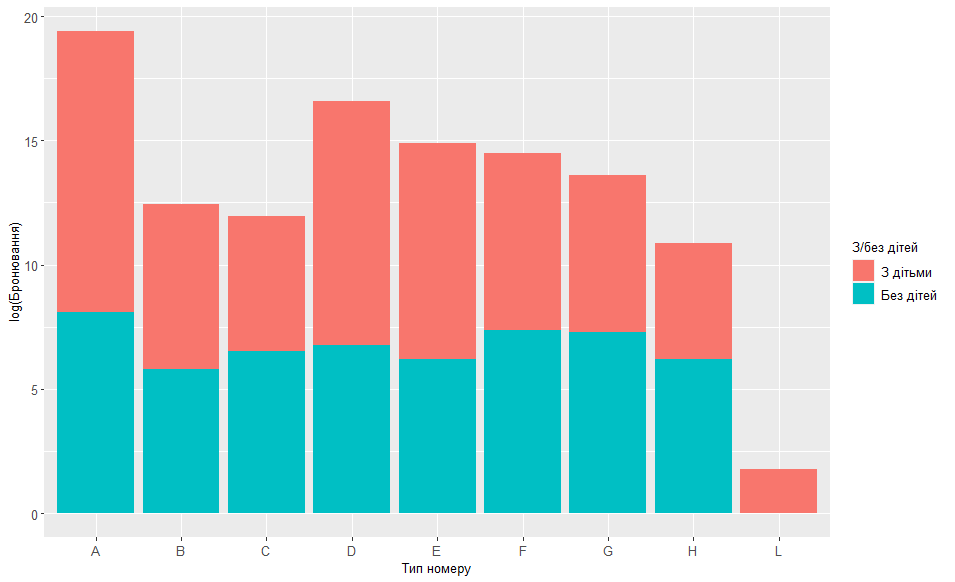 20
15
10
5
0
log(Бронювання)
A B C D E F G H L
Тип номеру
З/без дітей
З дітьми
Без дітей